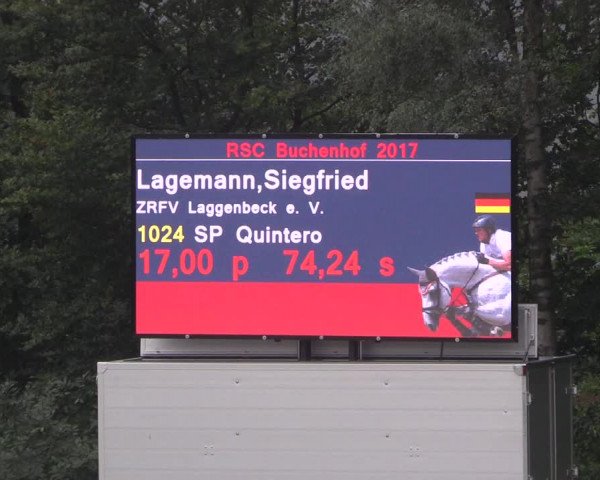 RSC Buchenhof 2017
Lagemann,Siegfried
ZRFV Laggenbeck e. V.
1024 SP Quintero
17,00 p 74,24 s